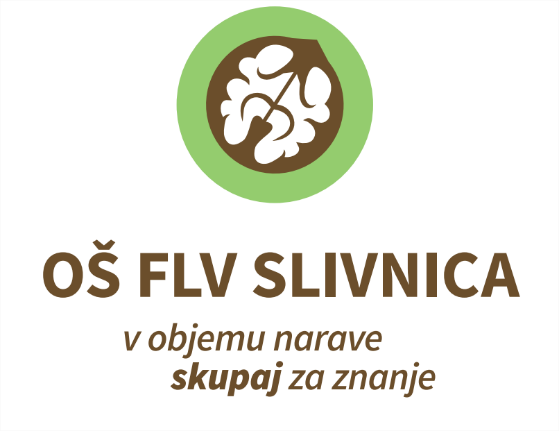 OŠ FLV SLIVNICA
v objemu narave
skupaj za znanje